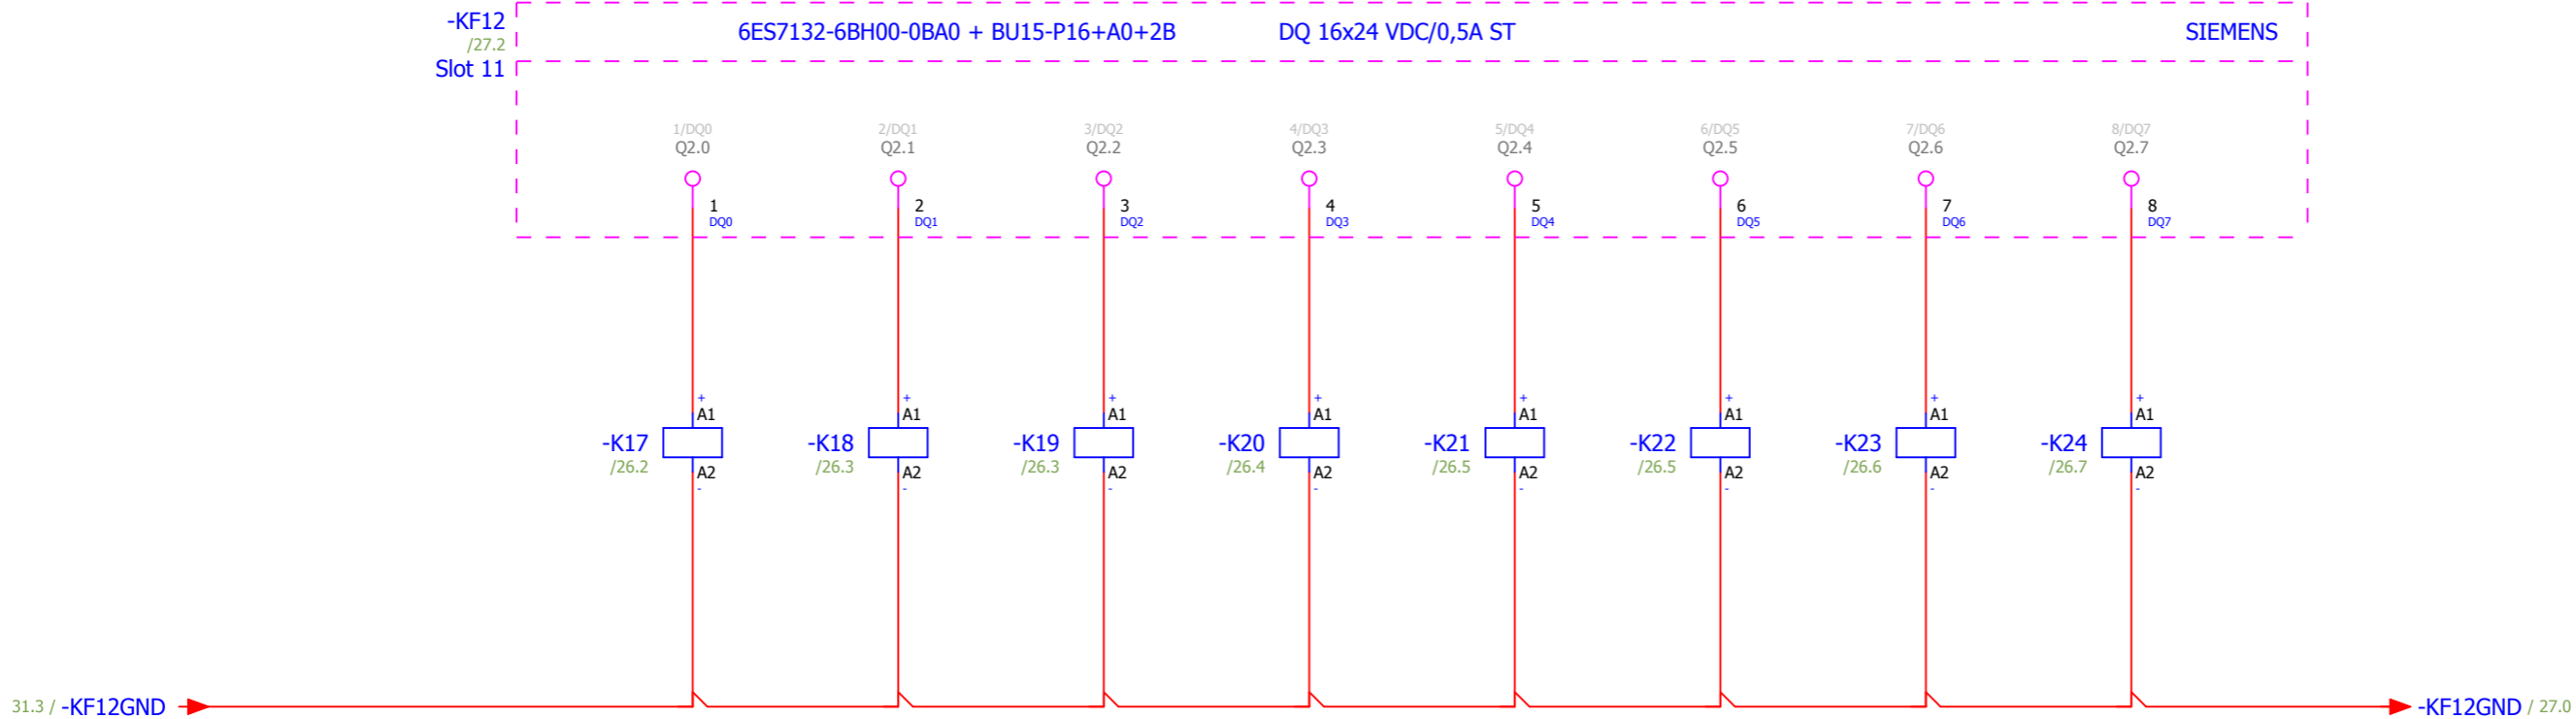 -KF12 6ES7132-6BH00-0BA0 + BU15-P16+A0+2B DQ 16x24 VDC/0,5A ST SIEMENS
/27.2
Slot 11
1/DQ0 2/DQ1 3/DQ2 4/DQ3 5/DQ4 6/DQ5 7/DQ6 8/DQ7
Q2.0 Q2.1 Q2.2 Q2.3 Q2.4 Q2.5 Q2.6 Q2.7
1 2 3 4 5 6 7 8
DQ0 DQ1 DQ2 DQ3 DQ4 DQ5 DQ6 DQ7
+ + + + + + + +
A1 A1 A1 A1 A1 A1 A1 A1
-K17 -K18 -K19 -K20 -K21 -K22 -K23 -K24
/26.2 /26.3 /26.3 /26.4 /26.5 /26.5 /26.6 /26.7
A2 A2 A2 A2 A2 A2 A2 A2
- - - - - - - -
31.3 / -KF12GND -KF12GND / 27.0